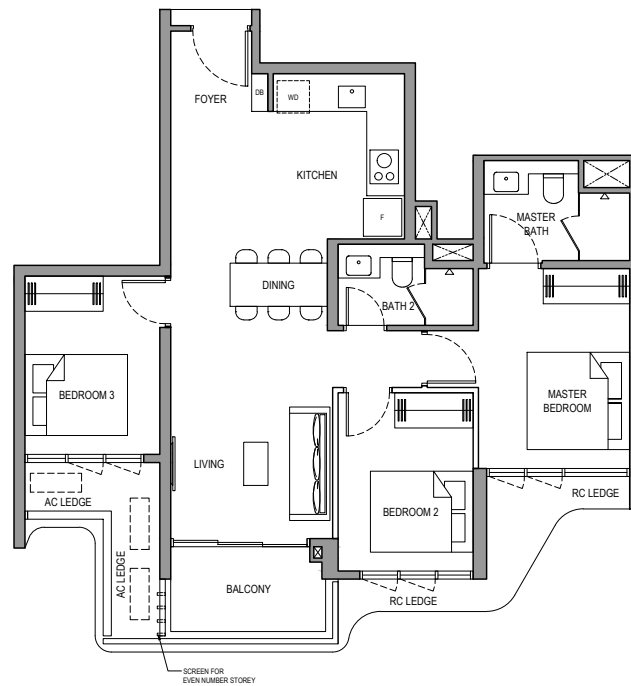 FOYER
DB
WD
KITCHEN
F
MASTER
BATH
DINING
BATH 2
BEDROOM 3
MASTER
BEDROOM
LIVING
AC LEDGE
RC LEDGE
BEDROOM 2
AC LEDGE
BALCONY
RC LEDGE
SCREEN FOR
EVEN NUMBER STOREY